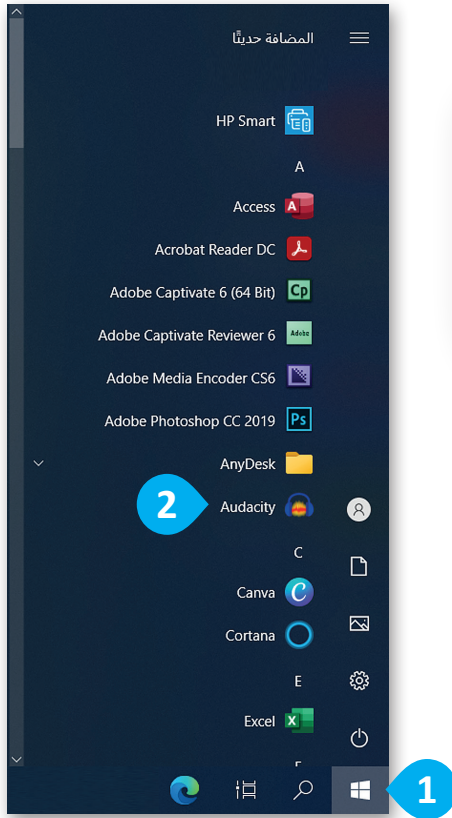 المضافة حديثًا
HP Smart
A
Access
Acrobat Reader DC
Adobe Captivate 6 (64 Bit)
Adobe Captivate Reviewer 6
Adobe Media Encoder CS6
Adobe Photoshop CC 2019
AnyDesk
Audacity
2
C
Canva
Cortana
E
Excel
1